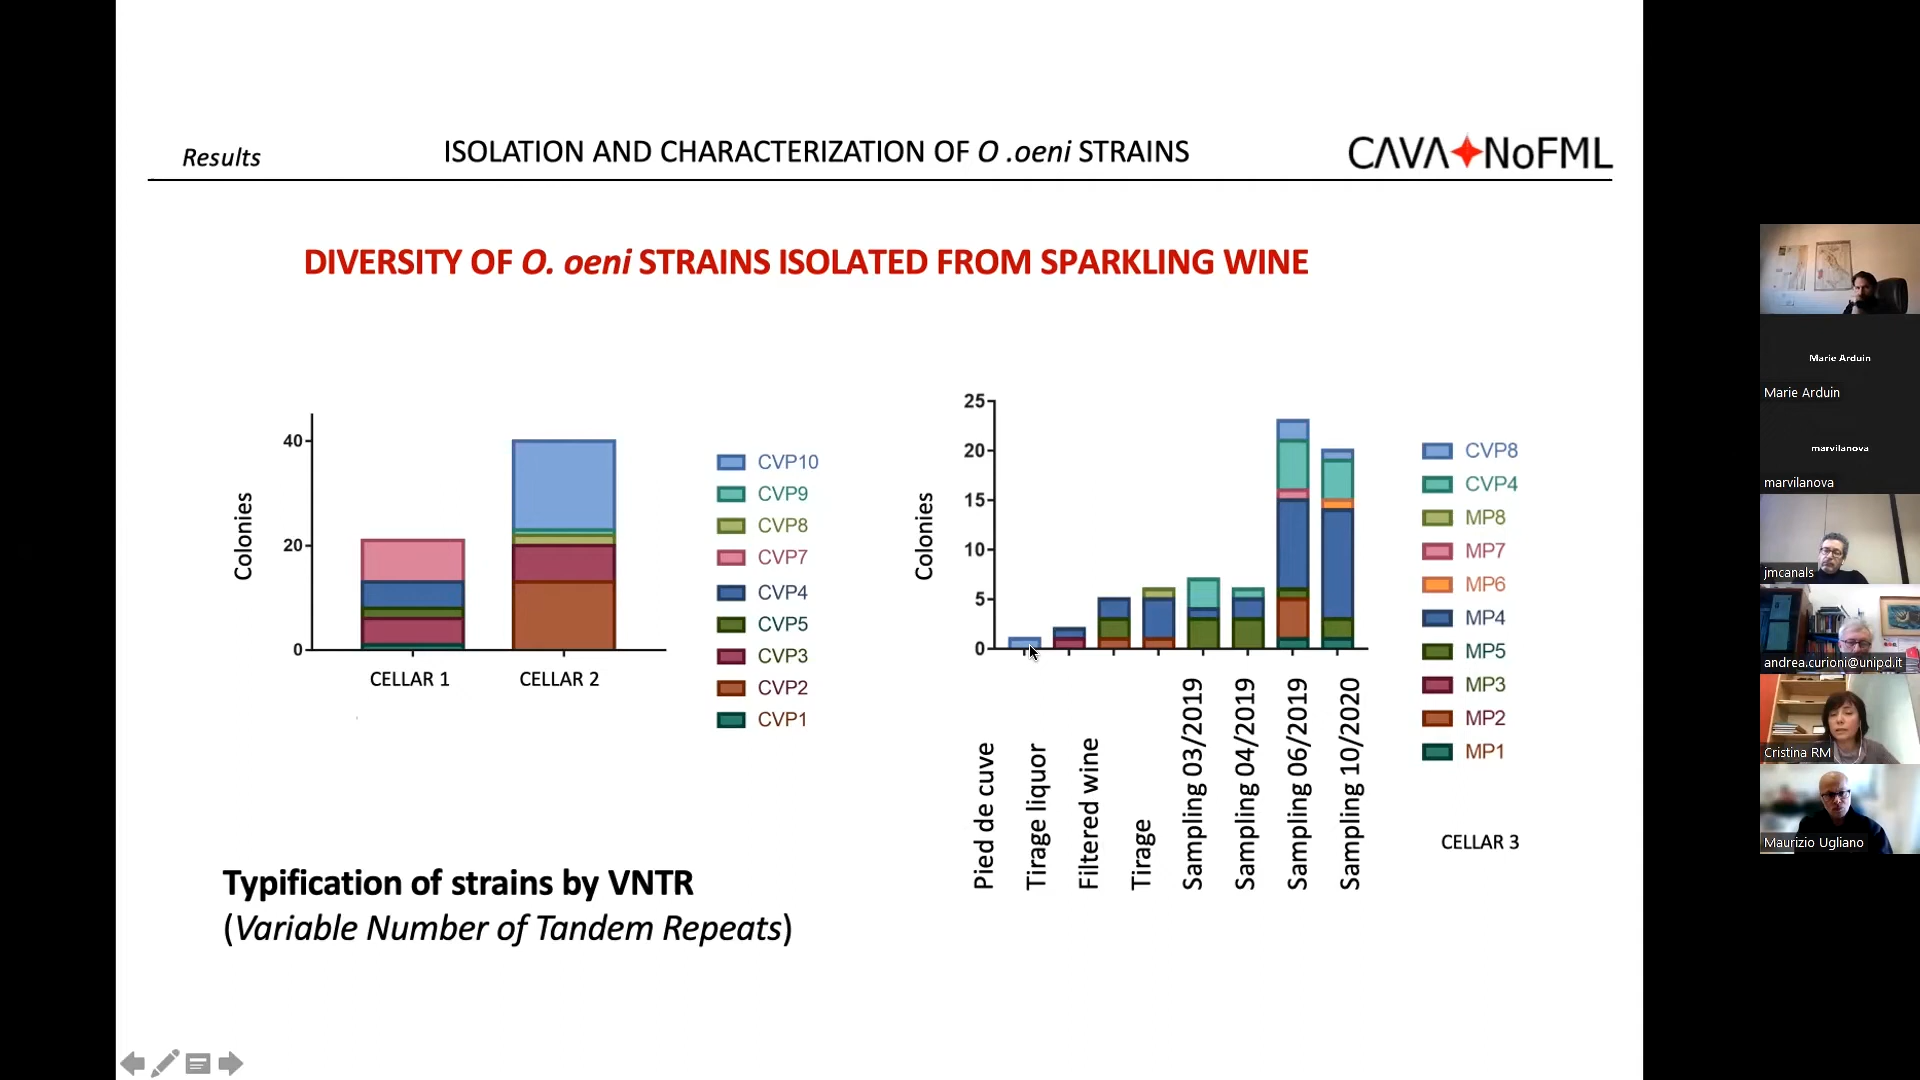 Results
ISOLATION AND CHARACTERIZATION OF O .oeni STRAINS
CΛVΛ NoFML
DIVERSITY OF O. oeni STRAINS ISOLATED FROM SPARKLING WINE
Colonies
40
20
0
CELLAR 1
CELLAR 2
CVP10
CVP9
CVP8
CVP7
CVP4
CVP5
CVP3
CVP2
CVP1
Colonies
25
20
15
10
5
0
Pied de cuve
Tirage liquor
Filtered wine
Tirage
Sampling 03/2019
Sampling 04/2019
Sampling 06/2019
Sampling 10/2020
CVP8
CVP4
MP8
MP7
MP6
MP4
MP5
MP3
MP2
MP1
CELLAR 3
Typification of strains by VNTR
(Variable Number of Tandem Repeats)
Marie Arduin
Marie Arduin
marvilanova
marvilanova
jmcanals
andrea.curioni@unipd.it
Cristina RM
Maurizio Ugliano